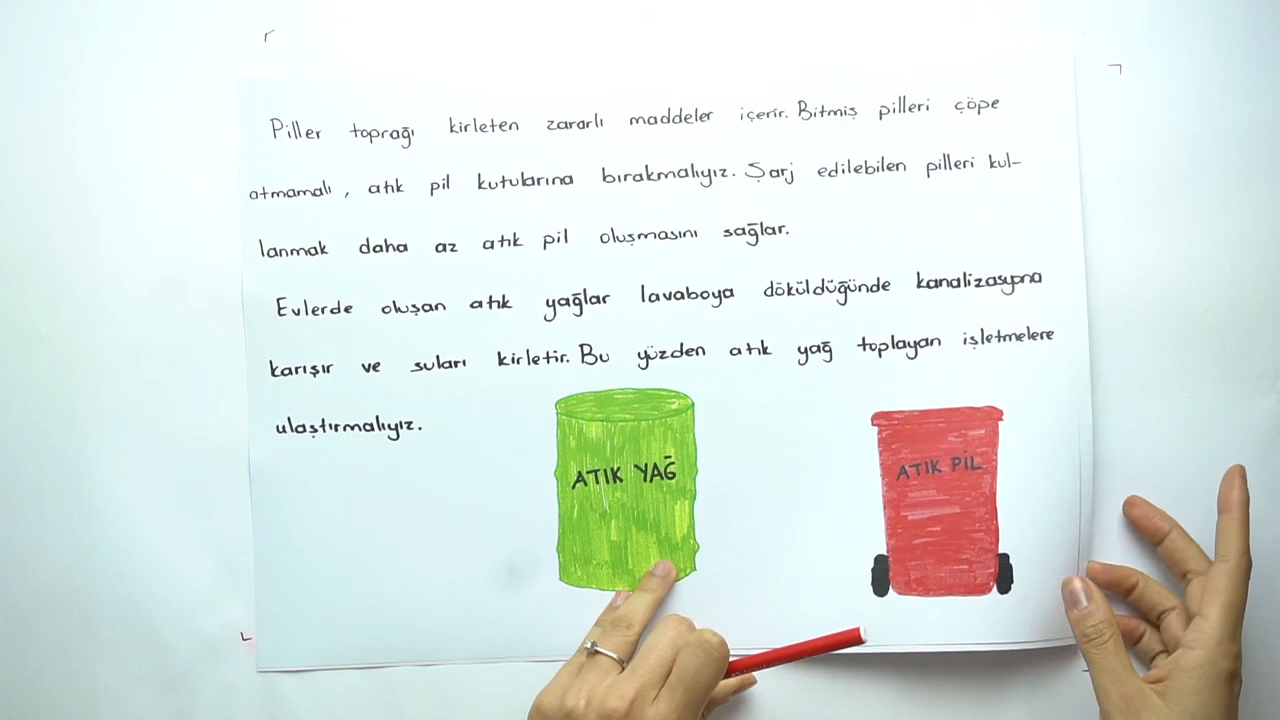 Piller toprağı kirleten zararlı maddeler içerir. Bitmiş pilleri çöpe
atmamalı, atık pil kutularına bırakmalıyız. Şarj edilebilen pilleri kul-
lanmak daha az atık pil oluşmasını sağlar.
Evlerde oluşan atık yağlar lavaboya döküldüğünde kanalizasyona
karışır ve suları kirletir. Bu yüzden atık yağ toplayan işletmelere
ulaştırmalıyız.
ATIK YAĞ
ATIK PİL